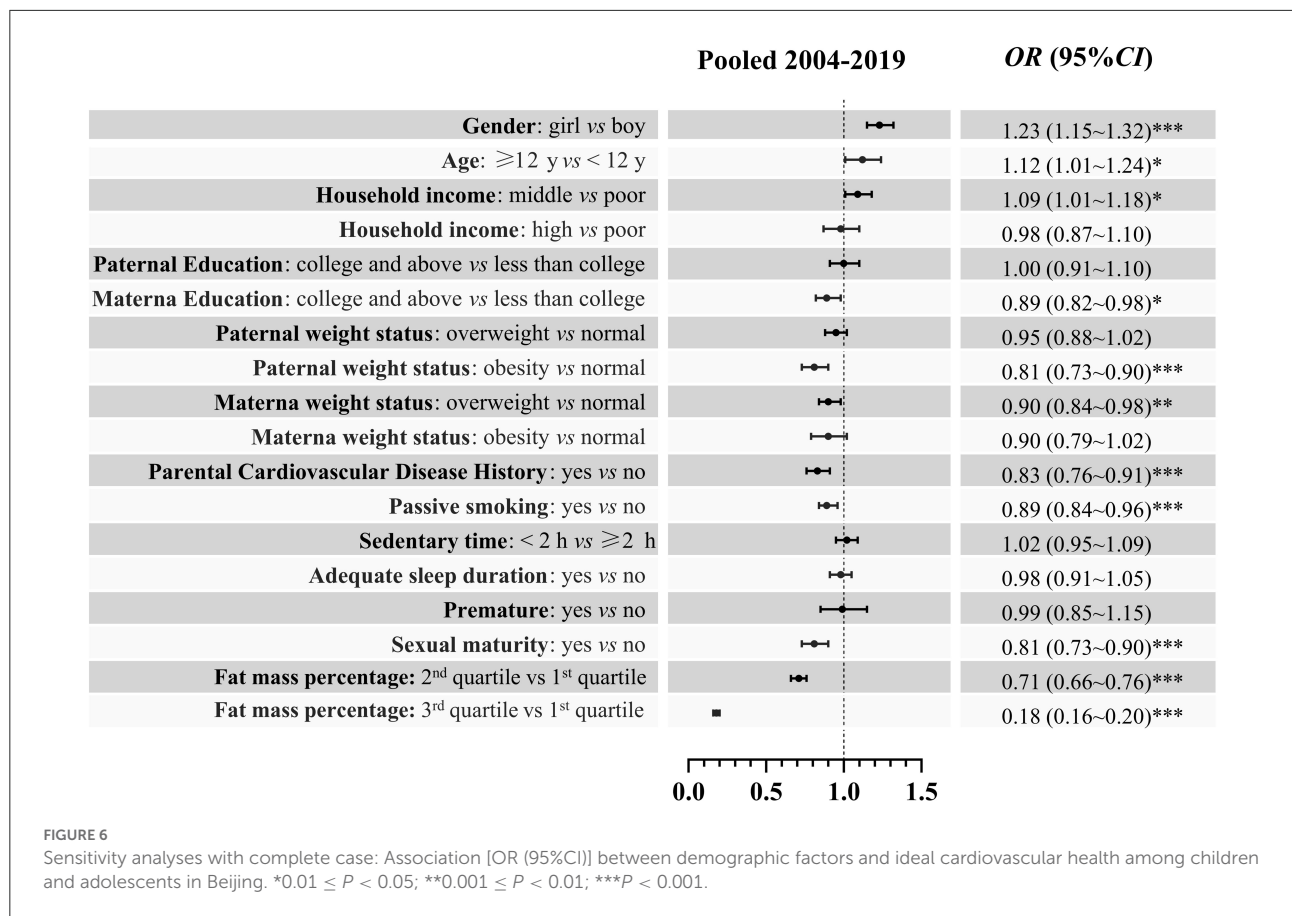 Pooled 2004-2019 OR (95%CI)
Gender: girl vs boy 1.23 (1.15~1.32)***
Age: ≥12 y vs < 12 y 1.12 (1.01~1.24)*
Household income: middle vs poor 1.09 (1.01~1.18)*
Household income: high vs poor 0.98 (0.87~1.10)
Paternal Education: college and above vs less than college 1.00 (0.91~1.10)
Materna Education: college and above vs less than college 0.89 (0.82~0.98)*
Paternal weight status: overweight vs normal 0.95 (0.88~1.02)
Paternal weight status: obesity vs normal 0.81 (0.73~0.90)***
Materna weight status: overweight vs normal 0.90 (0.84~0.98)**
Materna weight status: obesity vs normal 0.90 (0.79~1.02)
Parental Cardiovascular Disease History: yes vs no 0.83 (0.76~0.91)***
Passive smoking: yes vs no 0.89 (0.84~0.96)***
Sedentary time: < 2 h vs ≥2 h 1.02 (0.95~1.09)
Adequate sleep duration: yes vs no 0.98 (0.91~1.05)
Premature: yes vs no 0.99 (0.85~1.15)
Sexual maturity: yes vs no 0.81 (0.73~0.90)***
Fat mass percentage: 2nd quartile vs 1st quartile 0.71 (0.66~0.76)***
Fat mass percentage: 3rd quartile vs 1st quartile 0.18 (0.16~0.20)***
0.0 0.5 1.0 1.5
FIGURE 6
Sensitivity analyses with complete case: Association [OR (95%CI)] between demographic factors and ideal cardiovascular health among children
and adolescents in Beijing. *0.01 ≤ P < 0.05; **0.001 ≤ P < 0.01; ***P < 0.001.